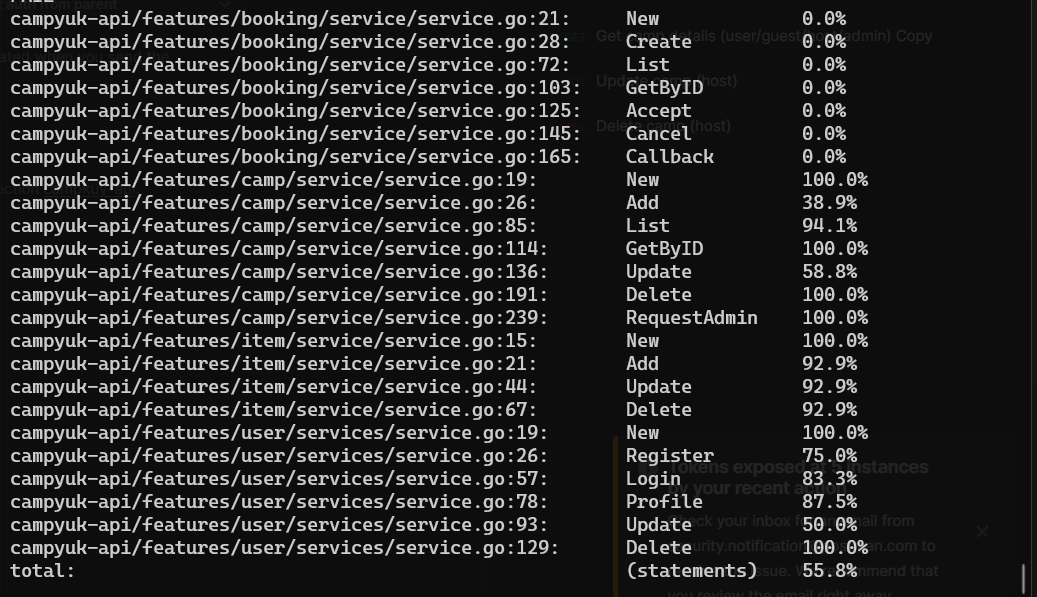 campyuk-api/features/booking/service/service.go:21: New 0.0%
campyuk-api/features/booking/service/service.go:28: Create 0.0%
campyuk-api/features/booking/service/service.go:72: List 0.0%
campyuk-api/features/booking/service/service.go:103: GetByID 0.0%
campyuk-api/features/booking/service/service.go:125: Accept 0.0%
campyuk-api/features/booking/service/service.go:145: Cancel 0.0%
campyuk-api/features/booking/service/service.go:165: Callback 0.0%
campyuk-api/features/camp/service/service.go:19: New 100.0%
campyuk-api/features/camp/service/service.go:26: Add 38.9%
campyuk-api/features/camp/service/service.go:85: List 94.1%
campyuk-api/features/camp/service/service.go:114: GetByID 100.0%
campyuk-api/features/camp/service/service.go:136: Update 58.8%
campyuk-api/features/camp/service/service.go:191: Delete 100.0%
campyuk-api/features/camp/service/service.go:239: RequestAdmin 100.0%
campyuk-api/features/item/service/service.go:15: New 100.0%
campyuk-api/features/item/service/service.go:21: Add 92.9%
campyuk-api/features/item/service/service.go:44: Update 92.9%
campyuk-api/features/item/service/service.go:67: Delete 92.9%
campyuk-api/features/user/services/service.go:19: New 100.0%
campyuk-api/features/user/services/service.go:26: Register 75.0%
campyuk-api/features/user/services/service.go:57: Login 83.3%
campyuk-api/features/user/services/service.go:78: Profile 87.5%
campyuk-api/features/user/services/service.go:93: Update 50.0%
campyuk-api/features/user/services/service.go:129: Delete 100.0%
total: (statements) 55.8%